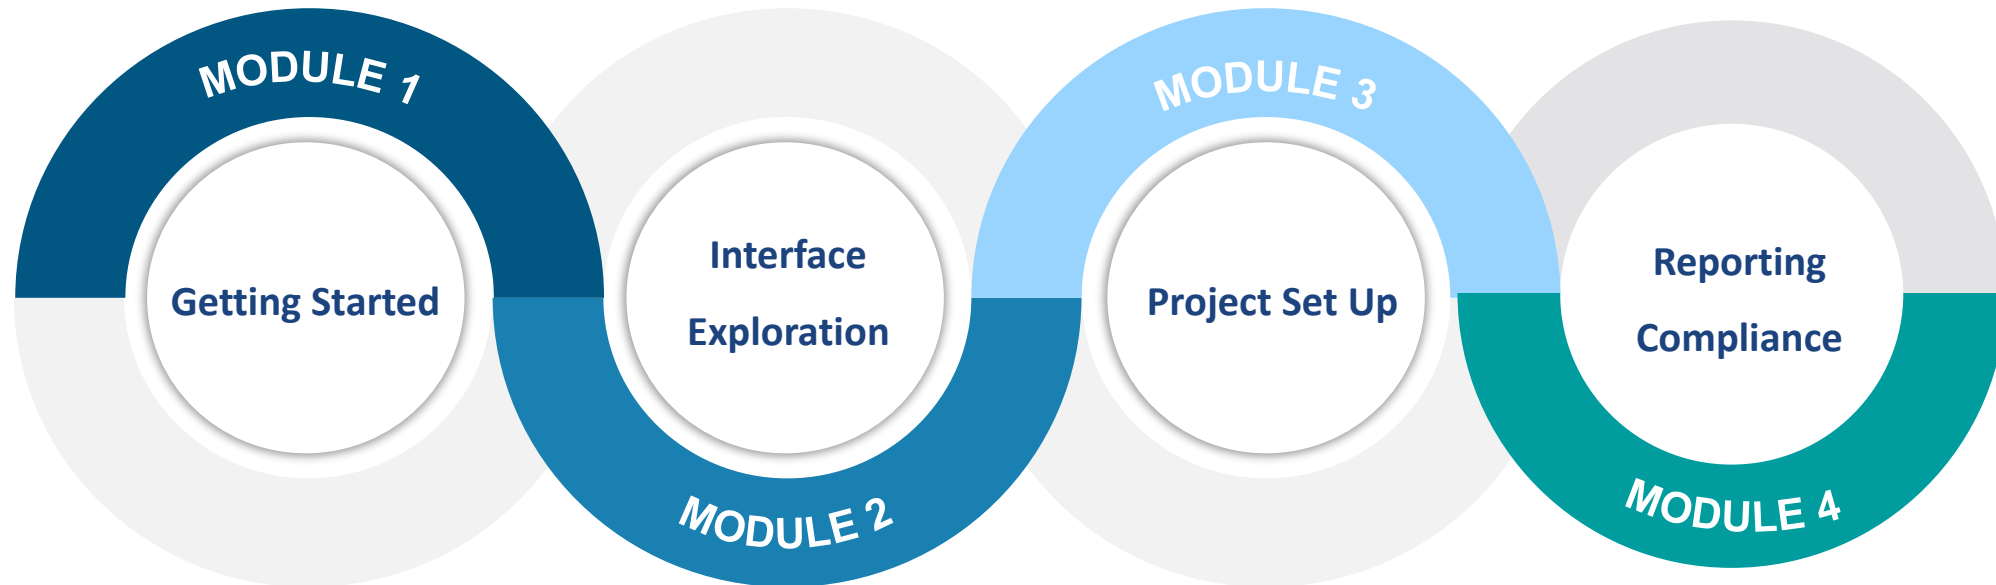 MODULE 1
Getting Started
Interface
Exploration
MODULE 2
MODULE 3
Project Set Up
Reporting
Compliance
MODULE 4